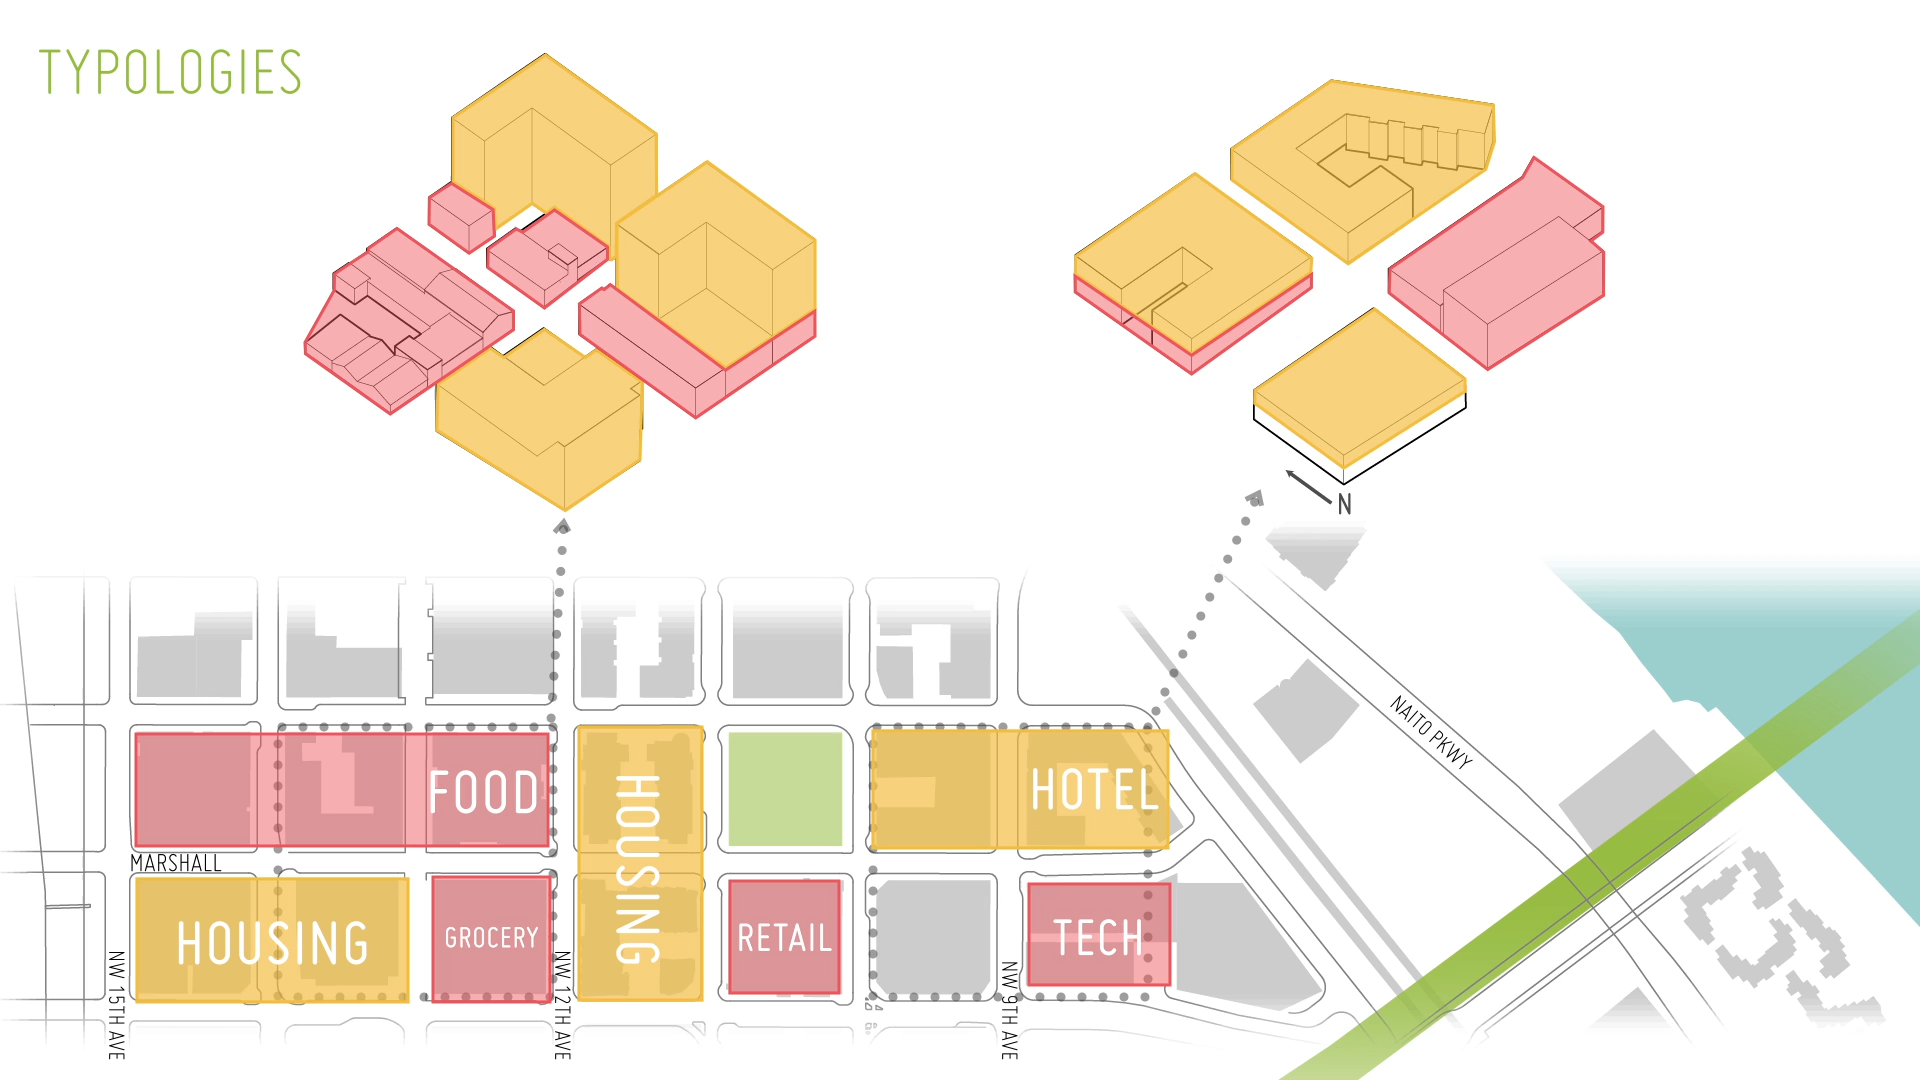 TYPOLOGIES
N
NAITO PKWY
FOOD
HOUSING
HOTEL
MARSHALL
HOUSING
GROCERY
RETAIL
TECH
NW 15TH AVE
NW 12TH AVE
NW 9TH AVE